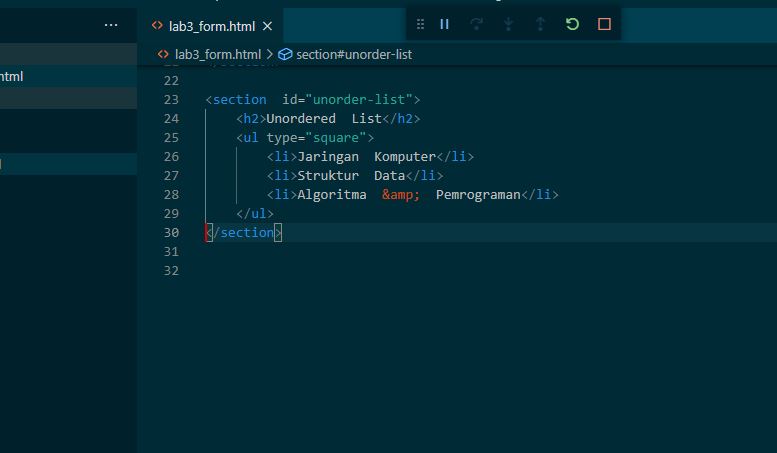 lab3_form.html
lab3_form.html > section#unorder-list
html
22
23 <section  id="unorder-list">
24 <h2>Unordered  List</h2>
25 <ul type="square">
26 <li>Jaringan  Komputer</li>
27 <li>Struktur  Data</li>
28 <li>Algoritma  &amp;  Pemrograman</li>
29 </ul>
30 </section>
31
32